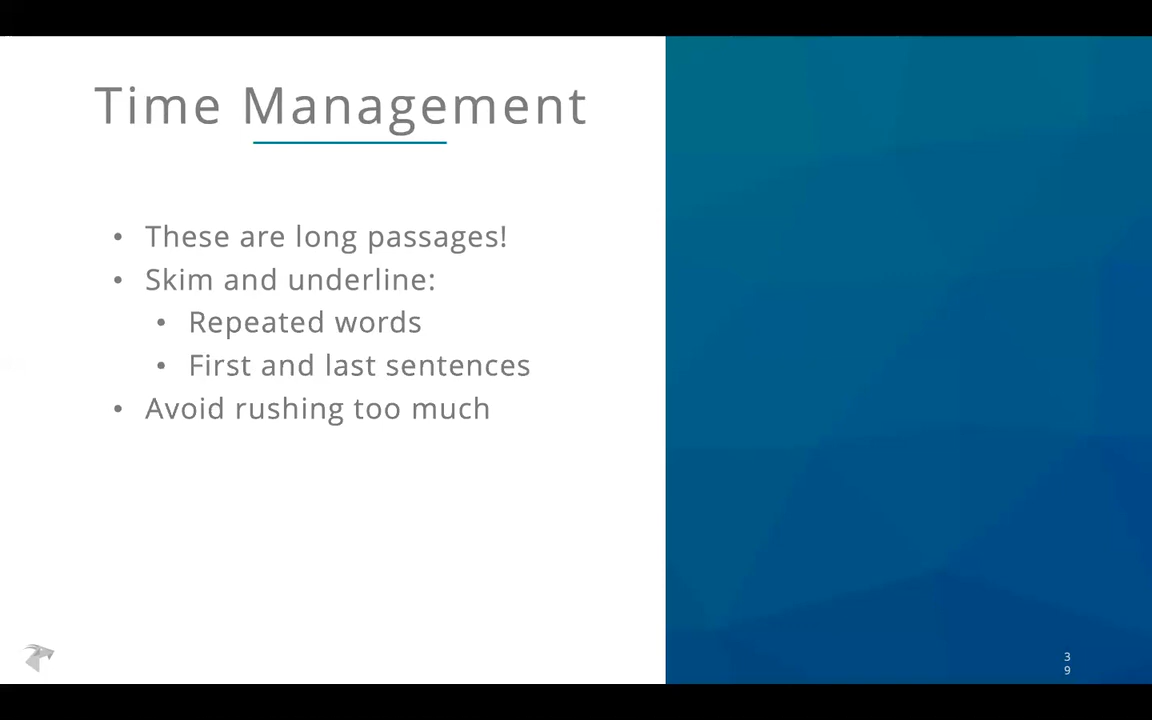 Time Management
• These are long passages!
• Skim and underline:
• Repeated words
• First and last sentences
• Avoid rushing too much
3
9